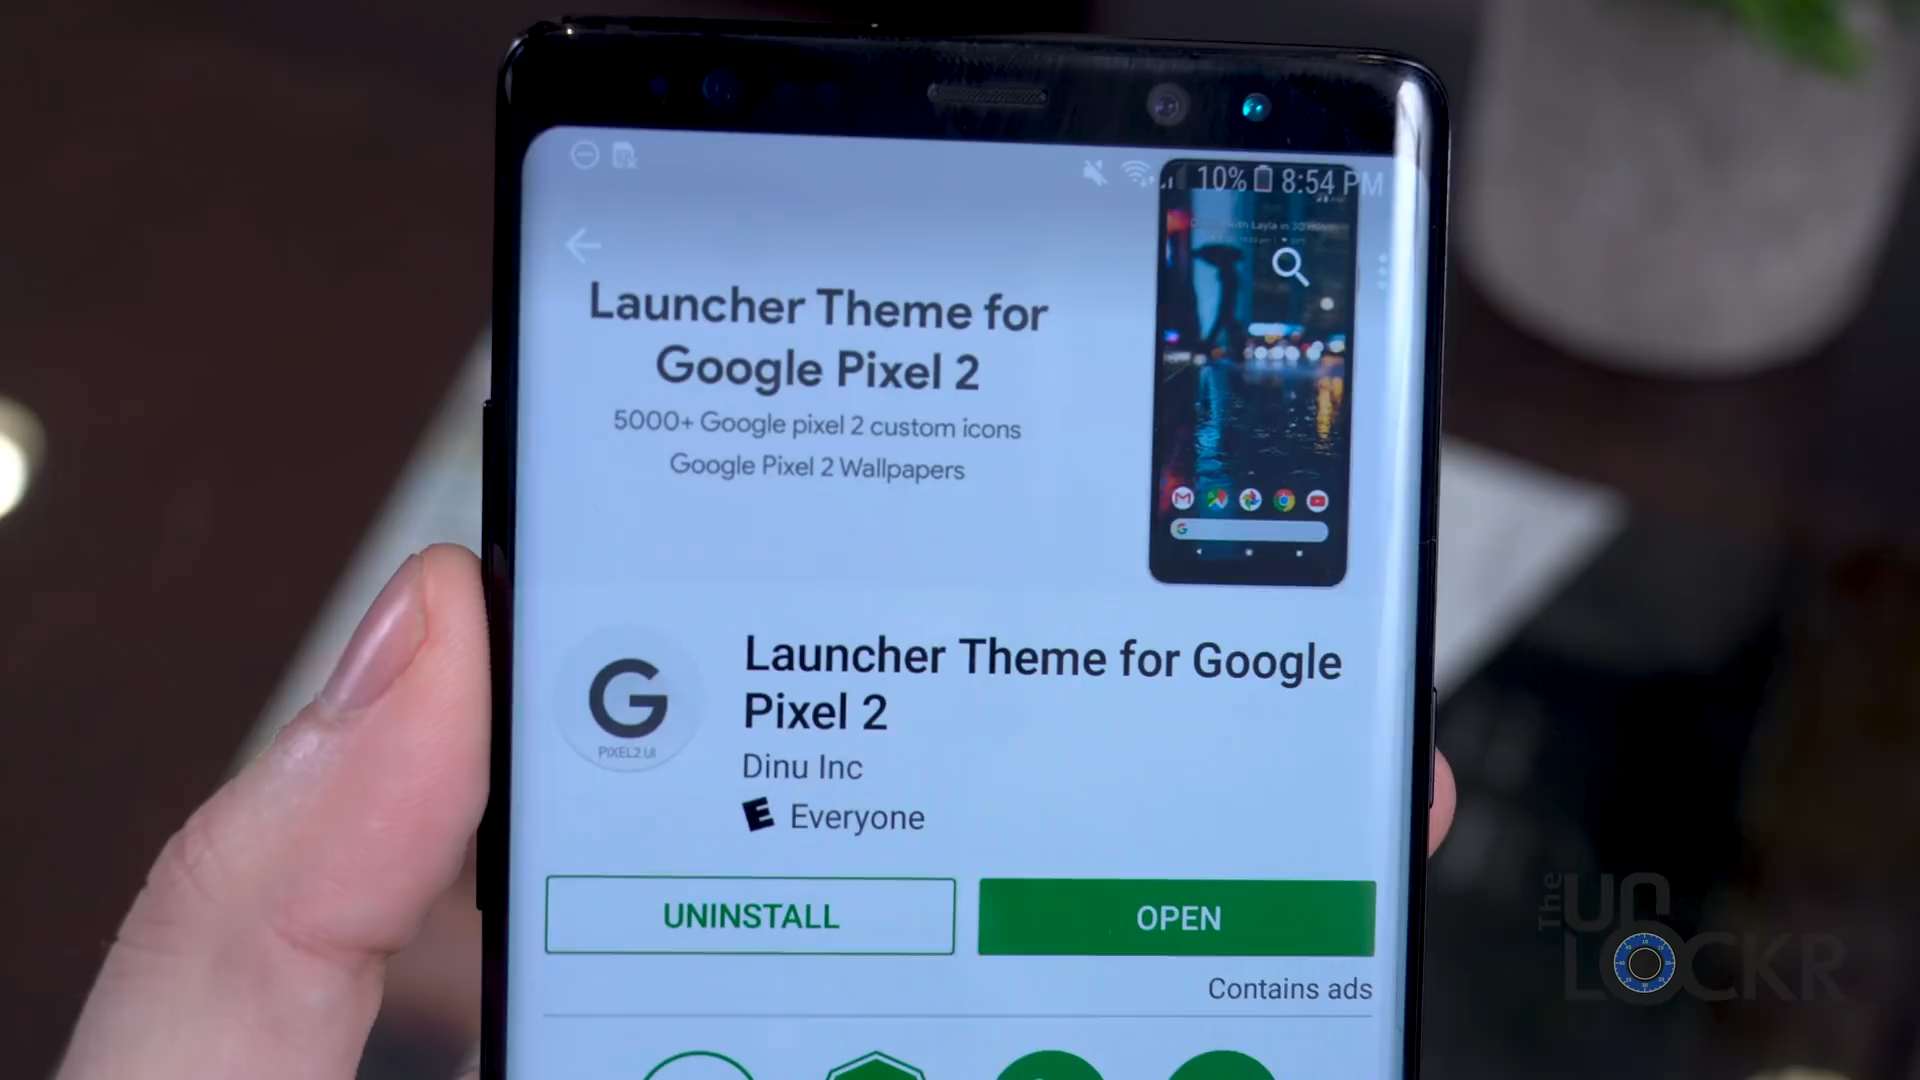 10% 8:54 PM
Launcher Theme for
Google Pixel 2
5000+ Google pixel 2 custom icons
Google Pixel 2 Wallpapers
G
PIXEL2 UI
Launcher Theme for Google
Pixel 2
Dinu Inc
E Everyone
UNINSTALL
OPEN
Contains ads
The
UN
LOCKR